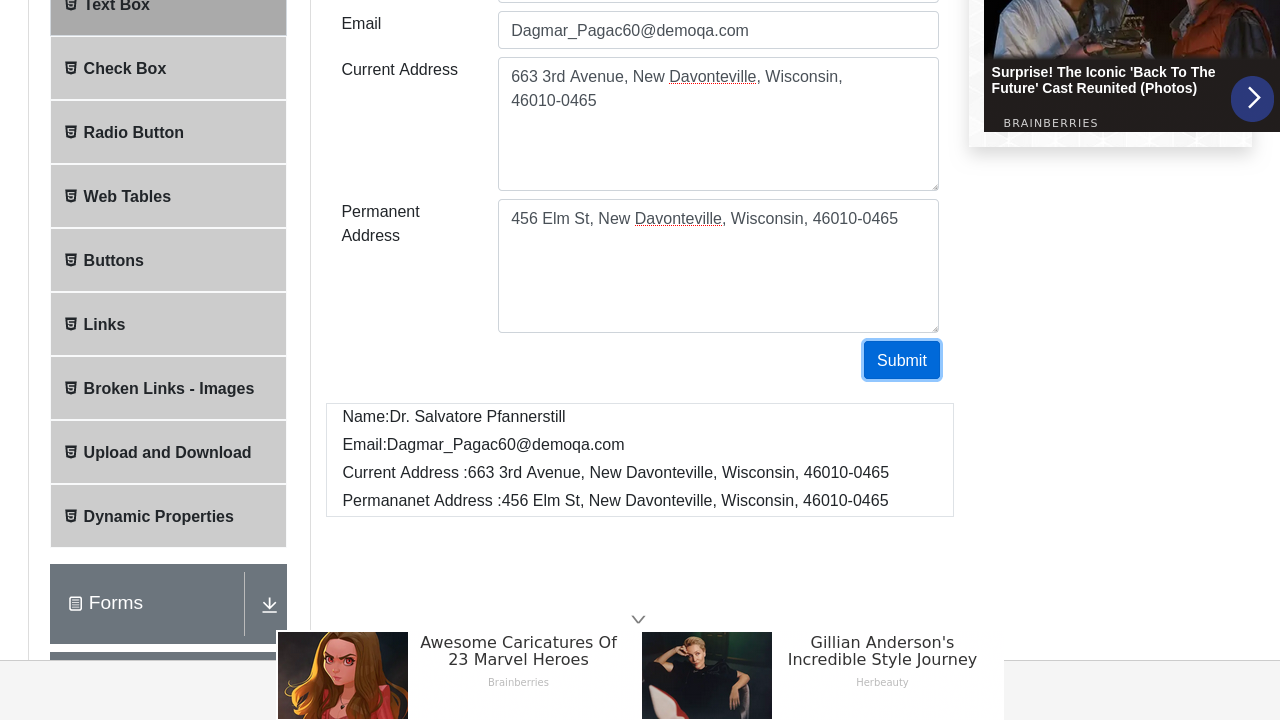 Text Box
Check Box
Radio Button
Web Tables
Buttons
Links
Broken Links - Images
Upload and Download
Dynamic Properties
Forms
Email
Dagmar_Pagac60@demoqa.com
Current Address
663 3rd Avenue, New Davonteville, Wisconsin,
46010-0465
Permanent
Address
456 Elm St, New Davonteville, Wisconsin, 46010-0465
Submit
Name:Dr. Salvatore Pfannerstill
Email:Dagmar_Pagac60@demoqa.com
Current Address :663 3rd Avenue, New Davonteville, Wisconsin, 46010-0465
Permananet Address :456 Elm St, New Davonteville, Wisconsin, 46010-0465
Surprise! The Iconic 'Back To The
Future' Cast Reunited (Photos)
BRAINBERRIES
Awesome Caricatures Of
23 Marvel Heroes
Brainberries
Gillian Anderson's
Incredible Style Journey
Herbeauty